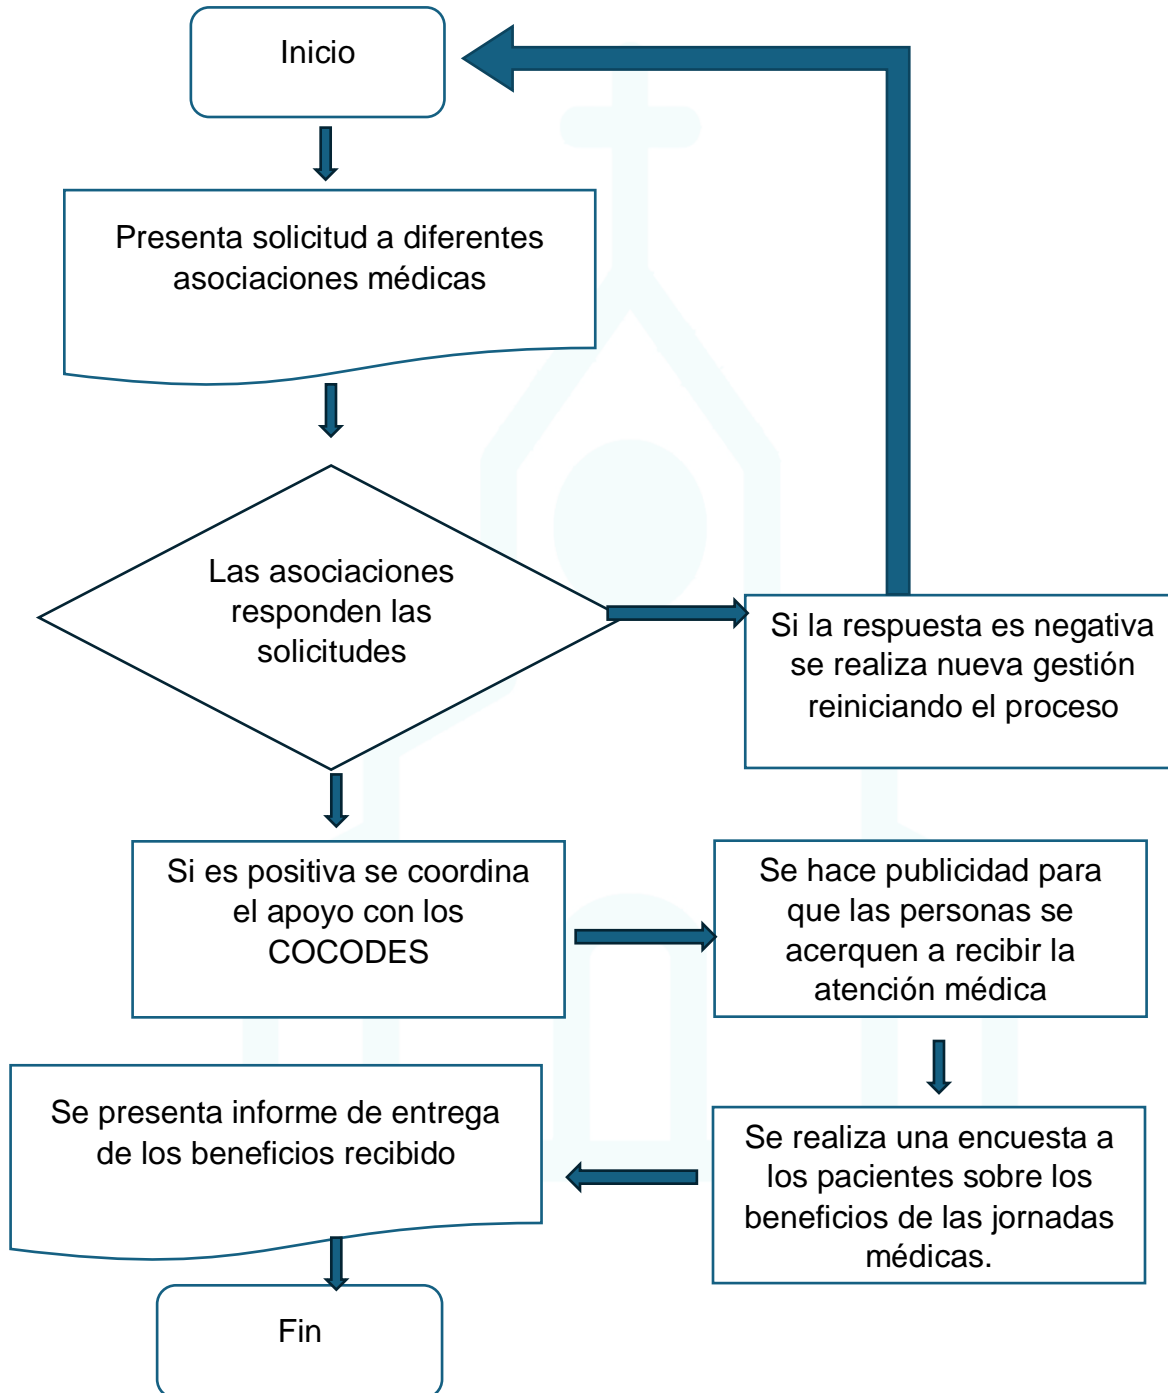 Inicio
Presenta solicitud a diferentes
asociaciones médicas
Las asociaciones
responden las
solicitudes
Si la respuesta es negativa
se realiza nueva gestión
reiniciando el proceso
Si es positiva se coordina
el apoyo con los
COCODES
Se hace publicidad para
que las personas se
acerquen a recibir la
atención médica
Se realiza una encuesta a
los pacientes sobre los
beneficios de las jornadas
médicas.
Se presenta informe de entrega
de los beneficios recibido
Fin